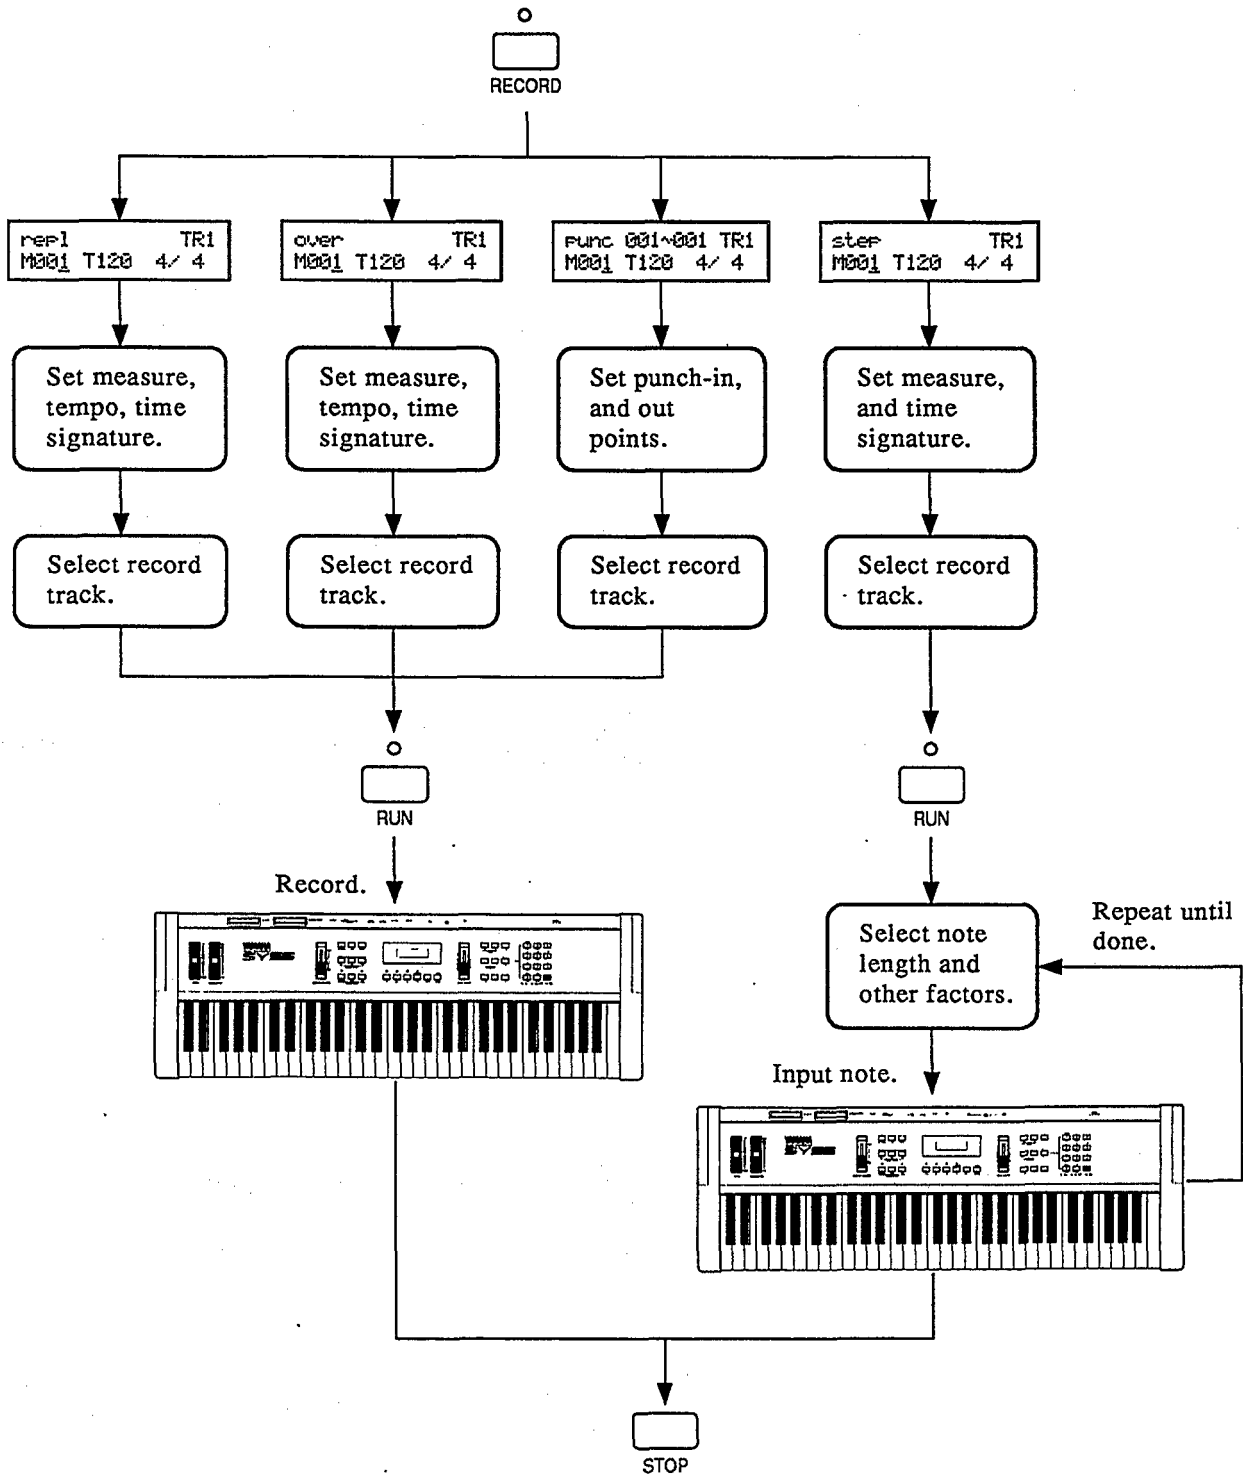 RECORD
repl TR1
M001 T120 4/ 4
over TR1
M001 T120 4/ 4
punc 001~001 TR1
M001 T120 4/ 4
step TR1
M001 T120 4/ 4
Set measure,
tempo, time
signature.
Set measure,
tempo, time
signature.
Set punch-in,
and out
points.
Set measure,
and time
signature.
Select record
track.
Select record
track.
Select record
track.
Select record
track.
RUN
RUN
Record.
Select note
length and
other factors.
Repeat until
done.
Input note.
STOP